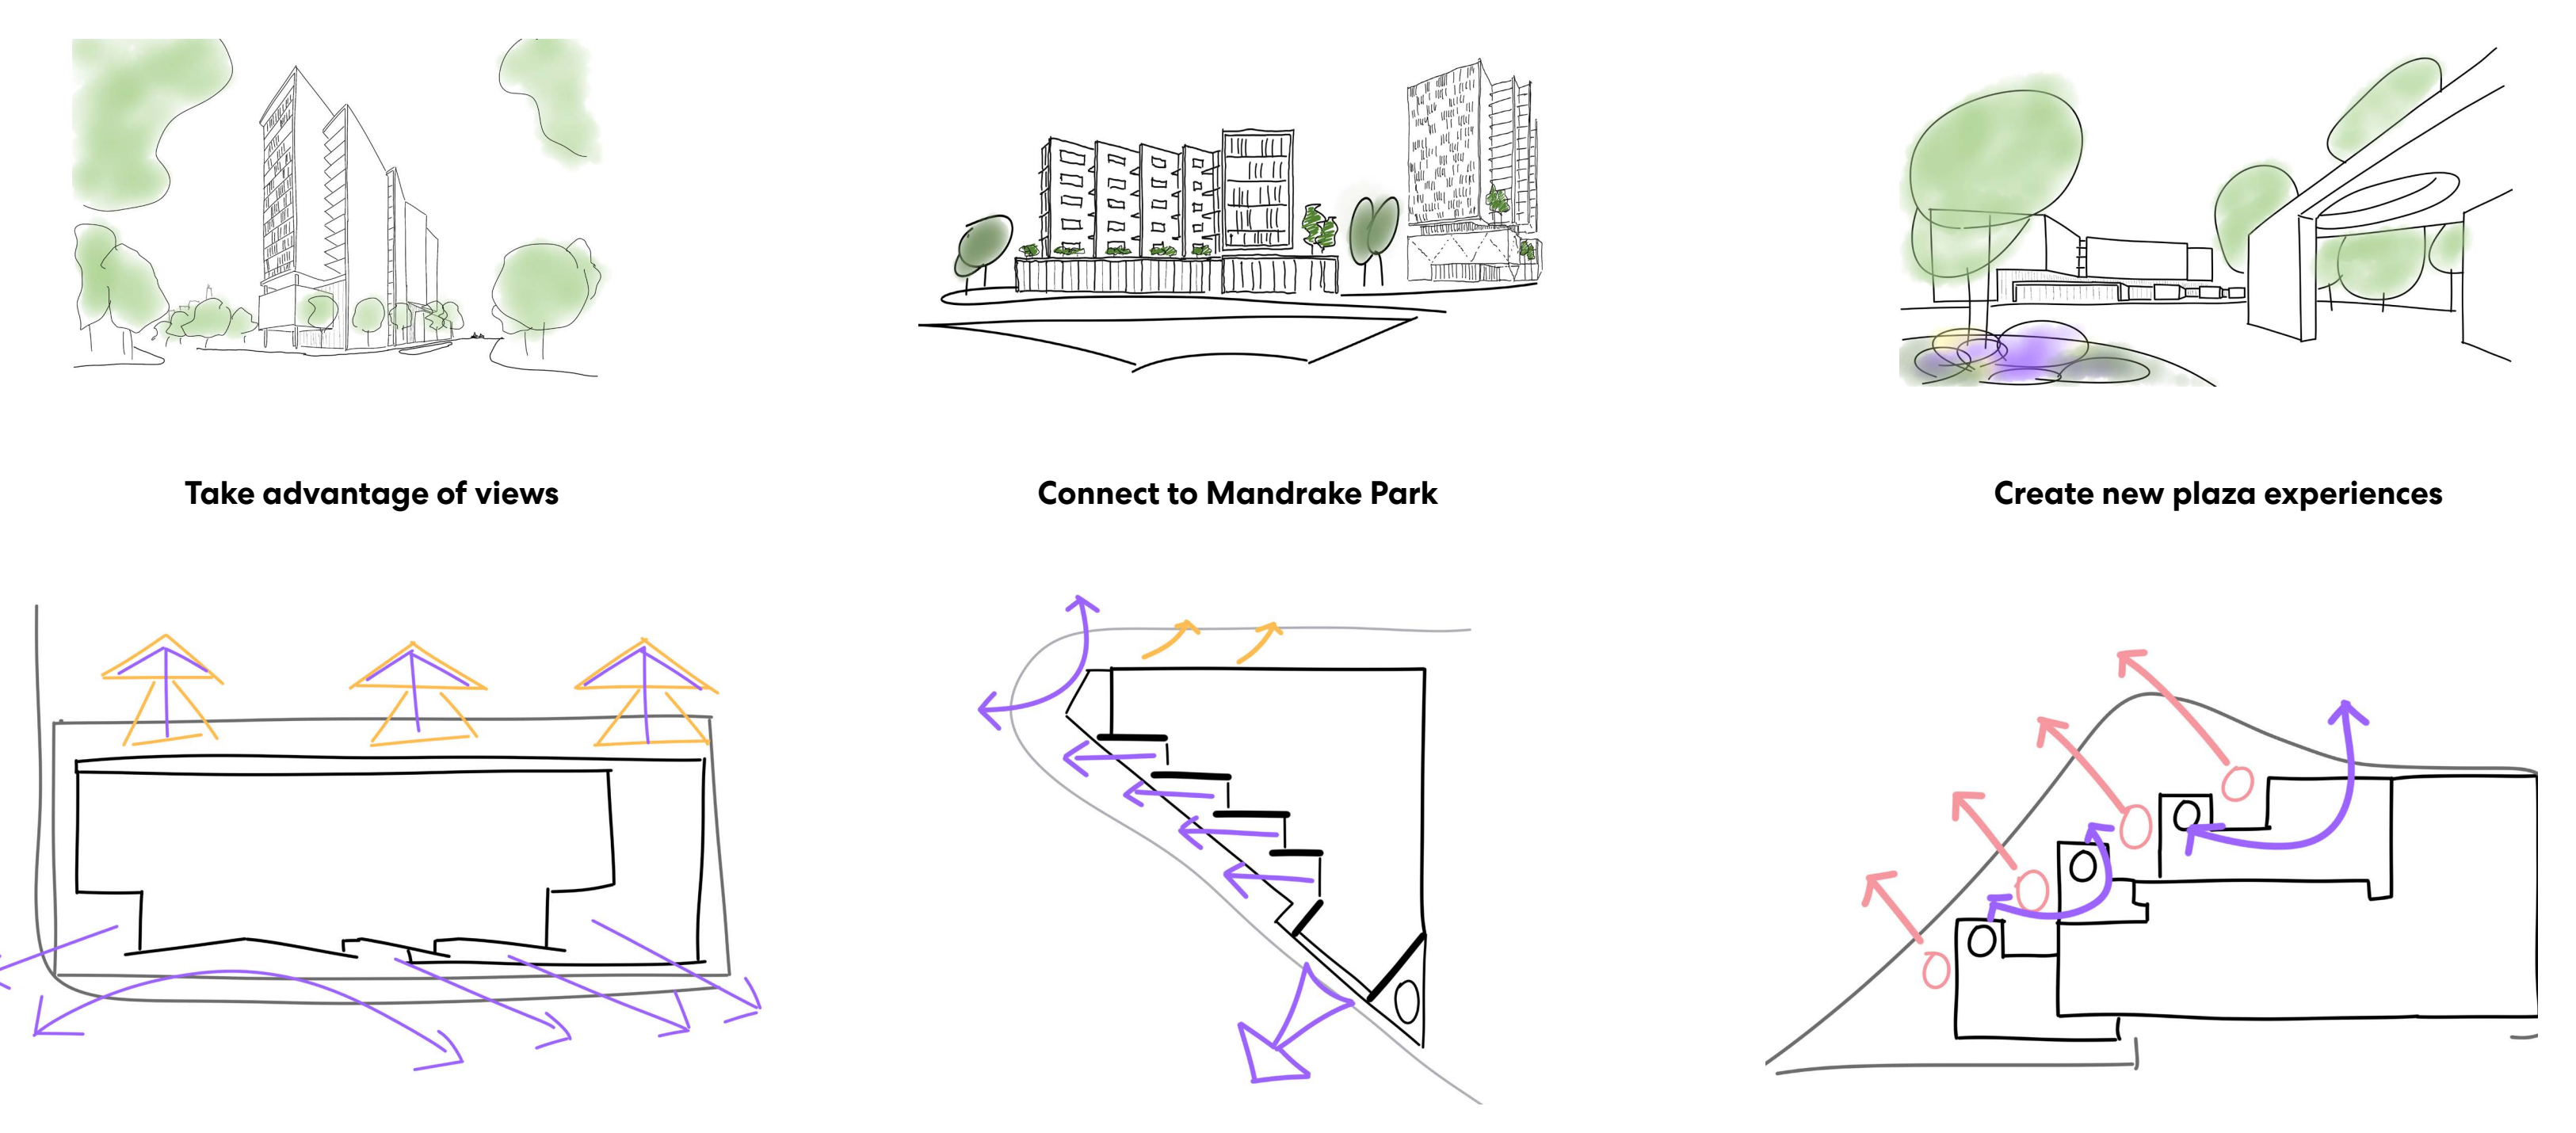 Take advantage of views
Connect to Mandrake Park
Create new plaza experiences